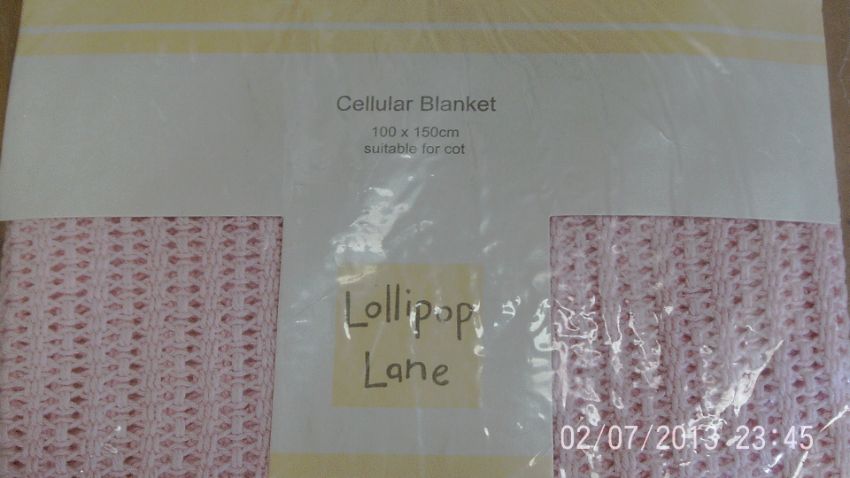 Cellular Blanket
100 x 150cm
suitable for cot
Lollipop
Lane
02/07/2013 23:45